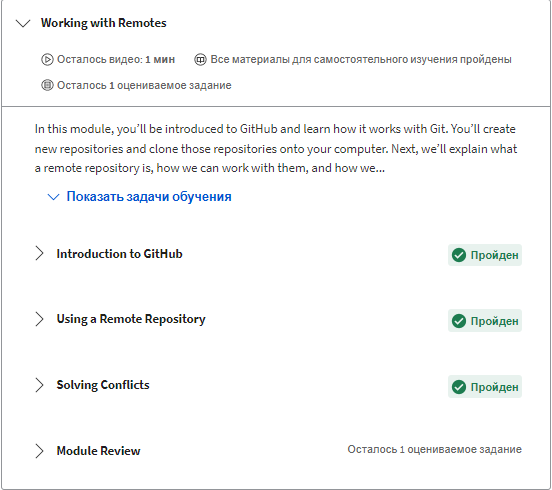 Working with Remotes
Осталось видео: 1 мин Все материалы для самостоятельного изучения пройдены
Осталось 1 оцениваемое задание
In this module, you'll be introduced to GitHub and learn how it works with Git. You'll create
new repositories and clone those repositories onto your computer. Next, we'll explain what
a remote repository is, how we can work with them, and how we...
Показать задачи обучения
Introduction to GitHub Пройден
Using a Remote Repository Пройден
Solving Conflicts Пройден
Module Review Осталось 1 оцениваемое задание